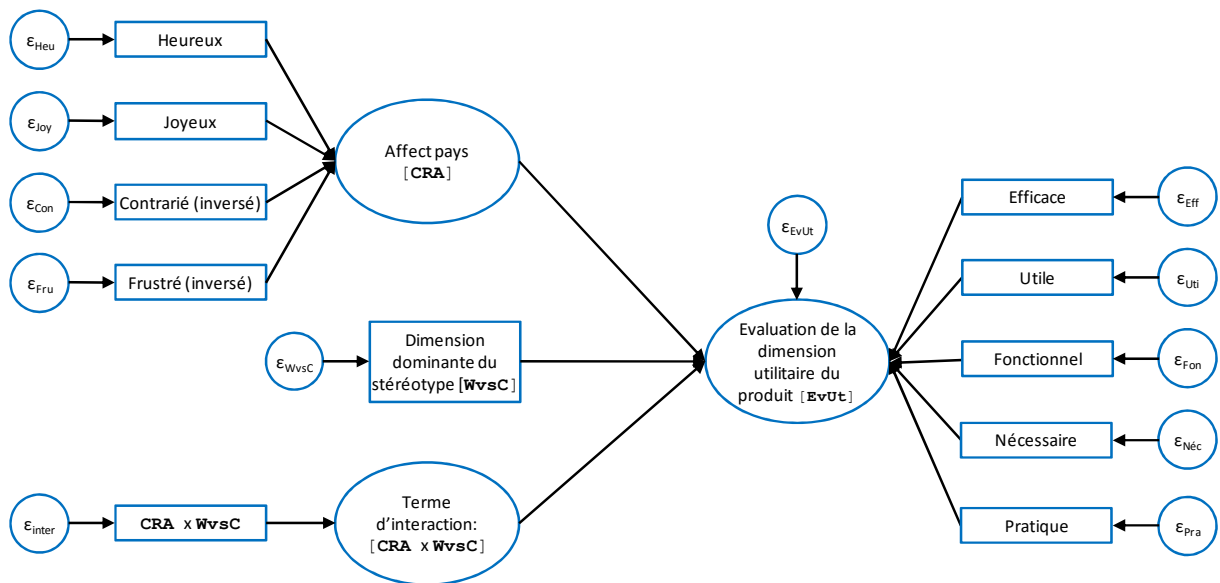 εHeu
Heureux
εJoy
Joyeux
Affect pays
[CRA]
εCon
Contrarié (inversé)
εFru
Frustré (inversé)
εWvsC
Dimension
dominante du
stéréotype [WvsC]
εinter
CRA x WvsC
Terme
d'interaction:
[CRA x WvsC]
εEvUt
Evaluation de la
dimension
utilitaire du
produit [EvUt]
Efficace
εEff
Utile
εUti
Fonctionnel
εFon
Nécessaire
εNéc
Pratique
εPra